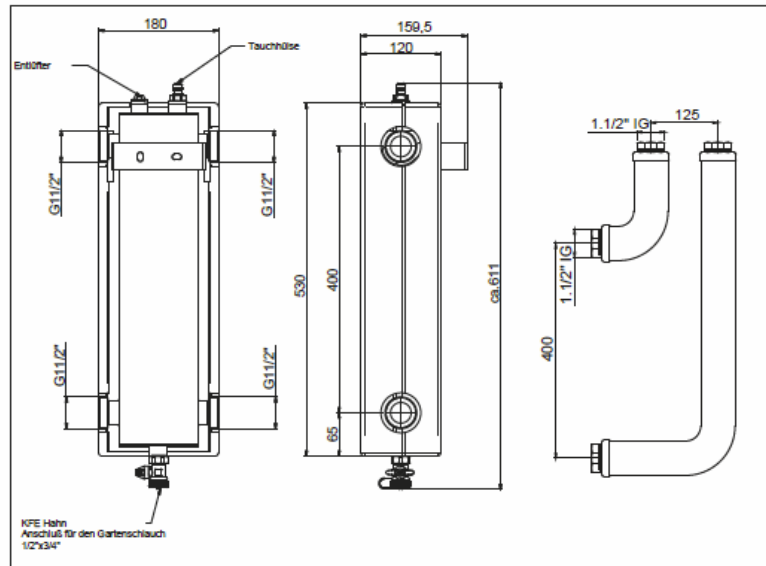 180
Tauchhülse
Entlüfter
G11/2"
G11/2"
G11/2"
G11/2"
KFE Hahn
Anschluß für den Gartenschlauch
1/2"x3/4"
159,5
120
530
400
65
ca.611
1.1/2" IG
125
1.1/2" IG
400